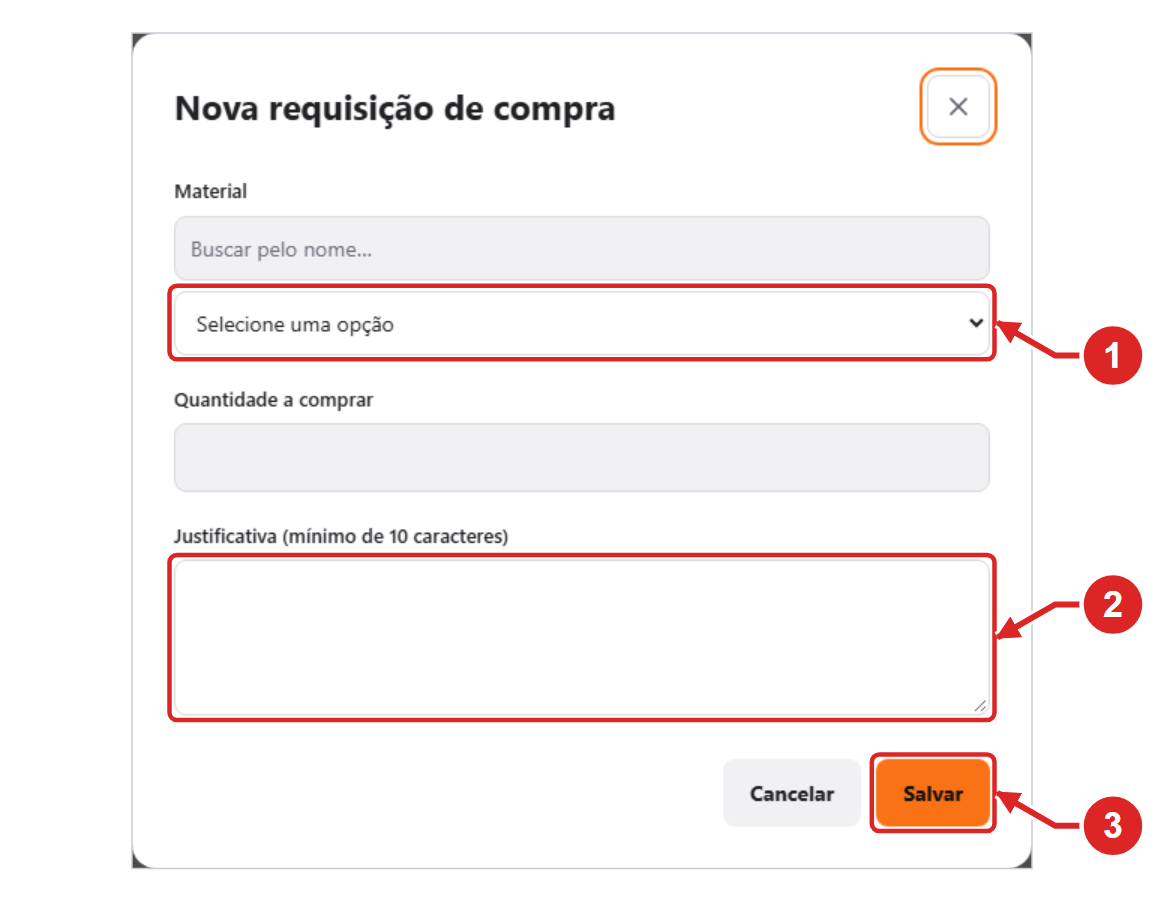 Nova requisição de compra
Material
Buscar pelo nome...
Selecione uma opção
1
Quantidade a comprar
Justificativa (mínimo de 10 caracteres)
2
Cancelar
Salvar
3